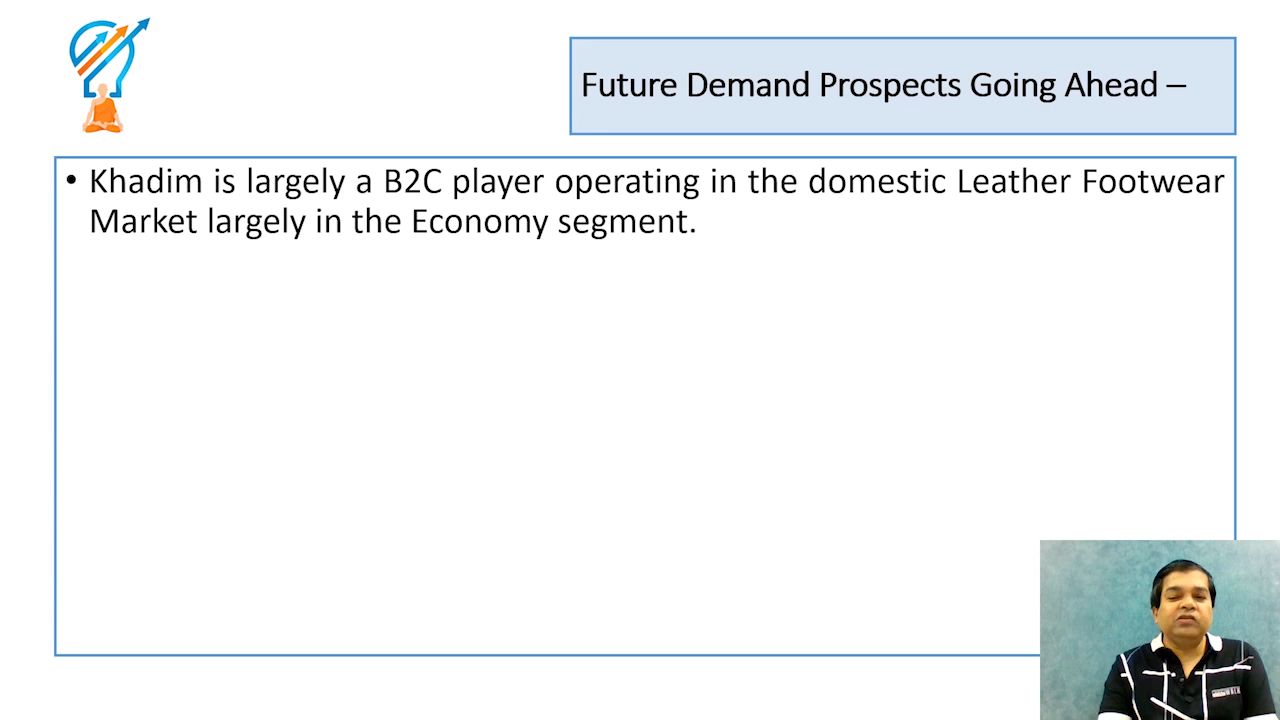 Future Demand Prospects Going Ahead –
• Khadim is largely a B2C player operating in the domestic Leather Footwear
Market largely in the Economy segment.